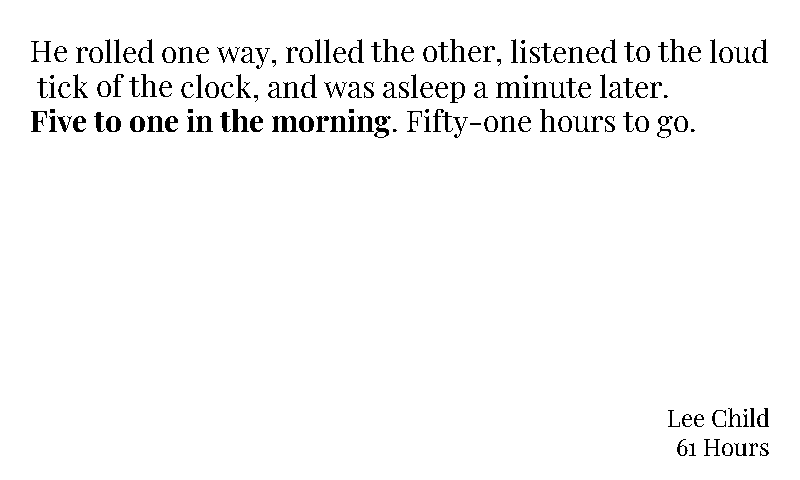 He rolled one way, rolled the other, listened to the loud
tick of the clock, and was asleep a minute later.
Five to one in the morning. Fifty-one hours to go.
Lee Child
61 Hours